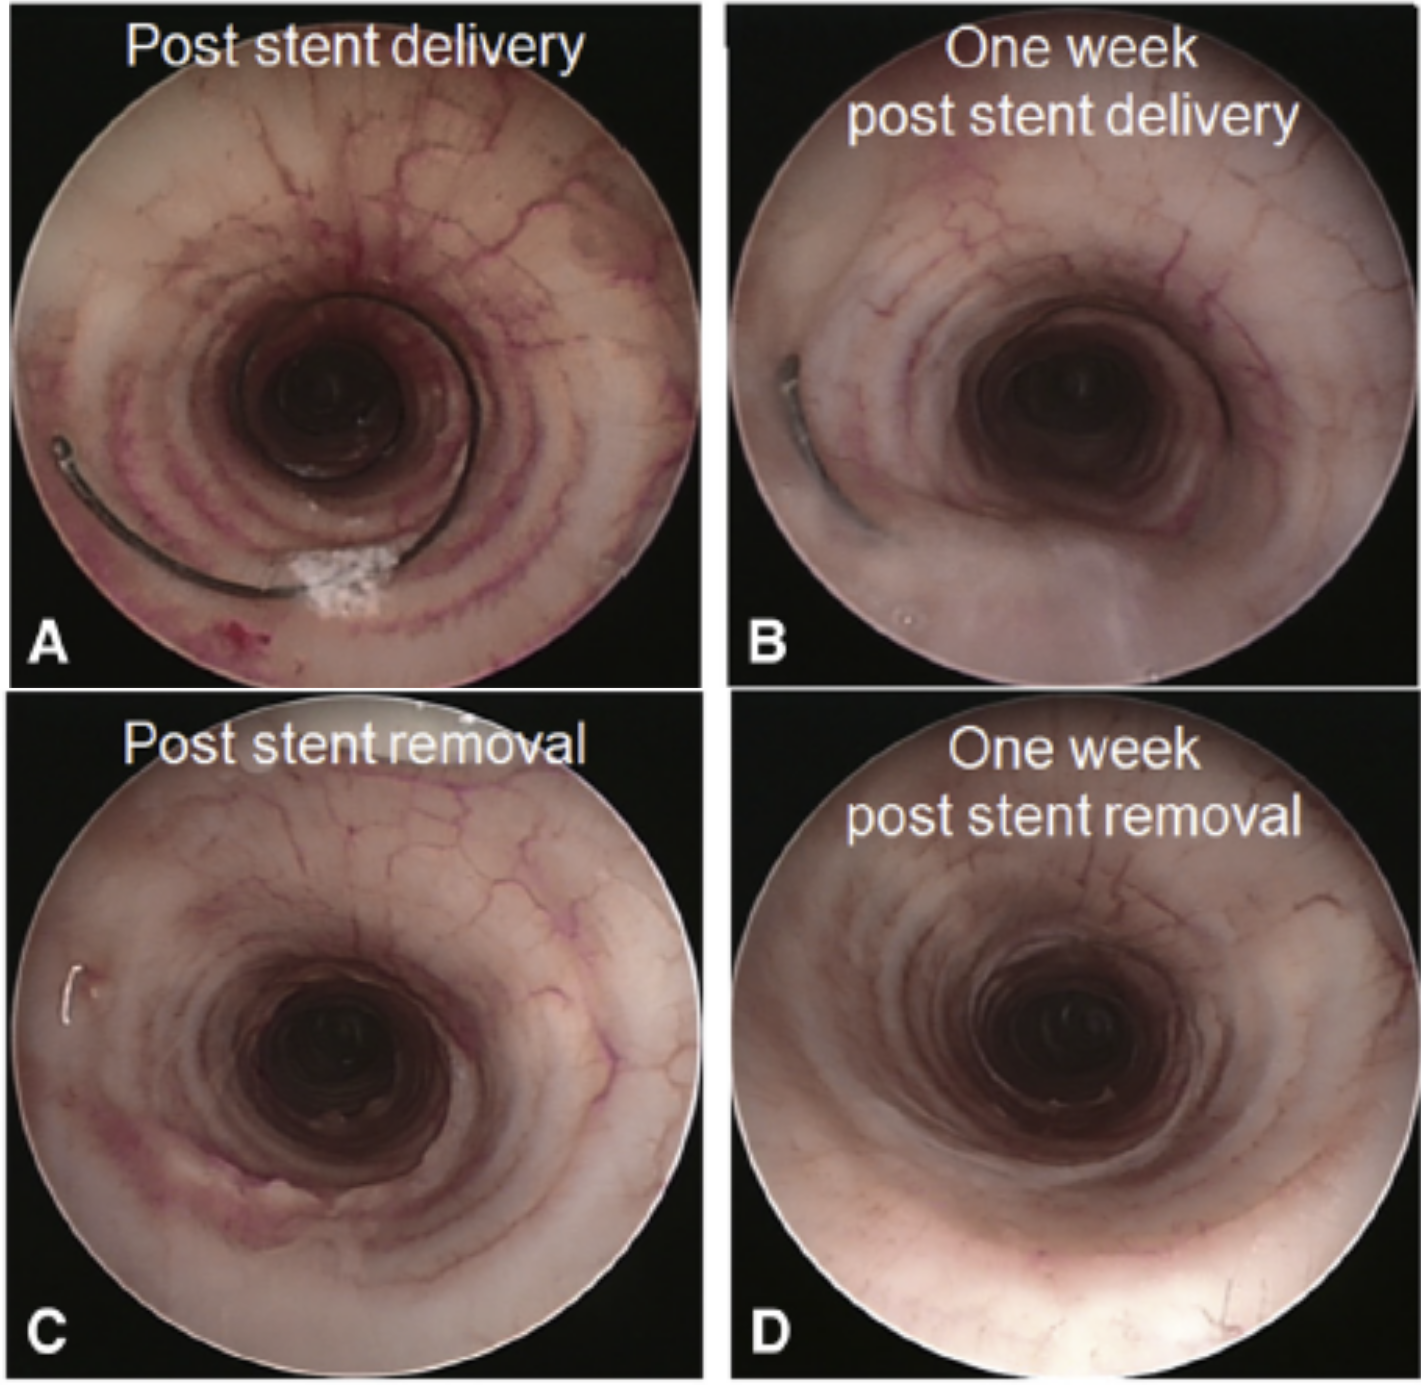 Post stent delivery
A
One week
post stent delivery
B
Post stent removal
C
One week
post stent removal
D